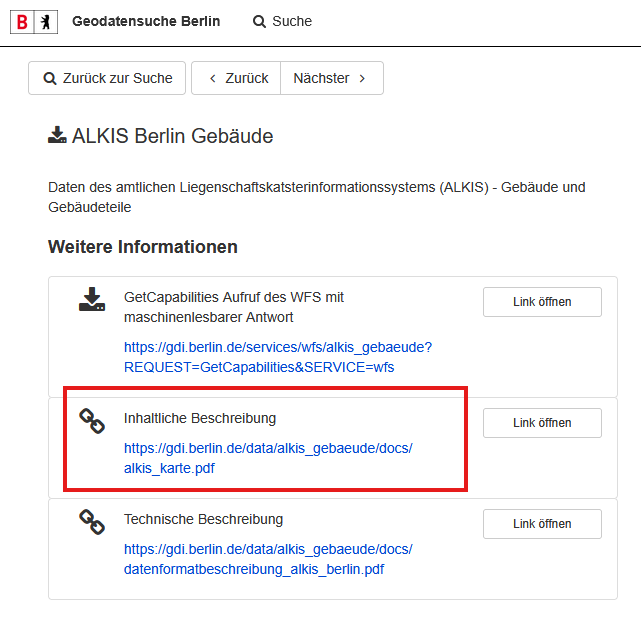 B
Geodatensuche Berlin
Suche
Zurück zur Suche
Zurück
Nächster
ALKIS Berlin Gebäude
Daten des amtlichen Liegenschaftskatsterinformationssystems (ALKIS) - Gebäude und
Gebäudeteile
Weitere Informationen
GetCapabilities Aufruf des WFS mit
maschinenlesbarer Antwort
Link öffnen
https://gdi.berlin.de/services/wfs/alkis_gebaeude?
REQUEST=GetCapabilities&SERVICE=wfs
Inhaltliche Beschreibung
Link öffnen
https://gdi.berlin.de/data/alkis_gebaeude/docs/
alkis_karte.pdf
Technische Beschreibung
Link öffnen
https://gdi.berlin.de/data/alkis_gebaeude/docs/
datenformatbeschreibung_alkis_berlin.pdf